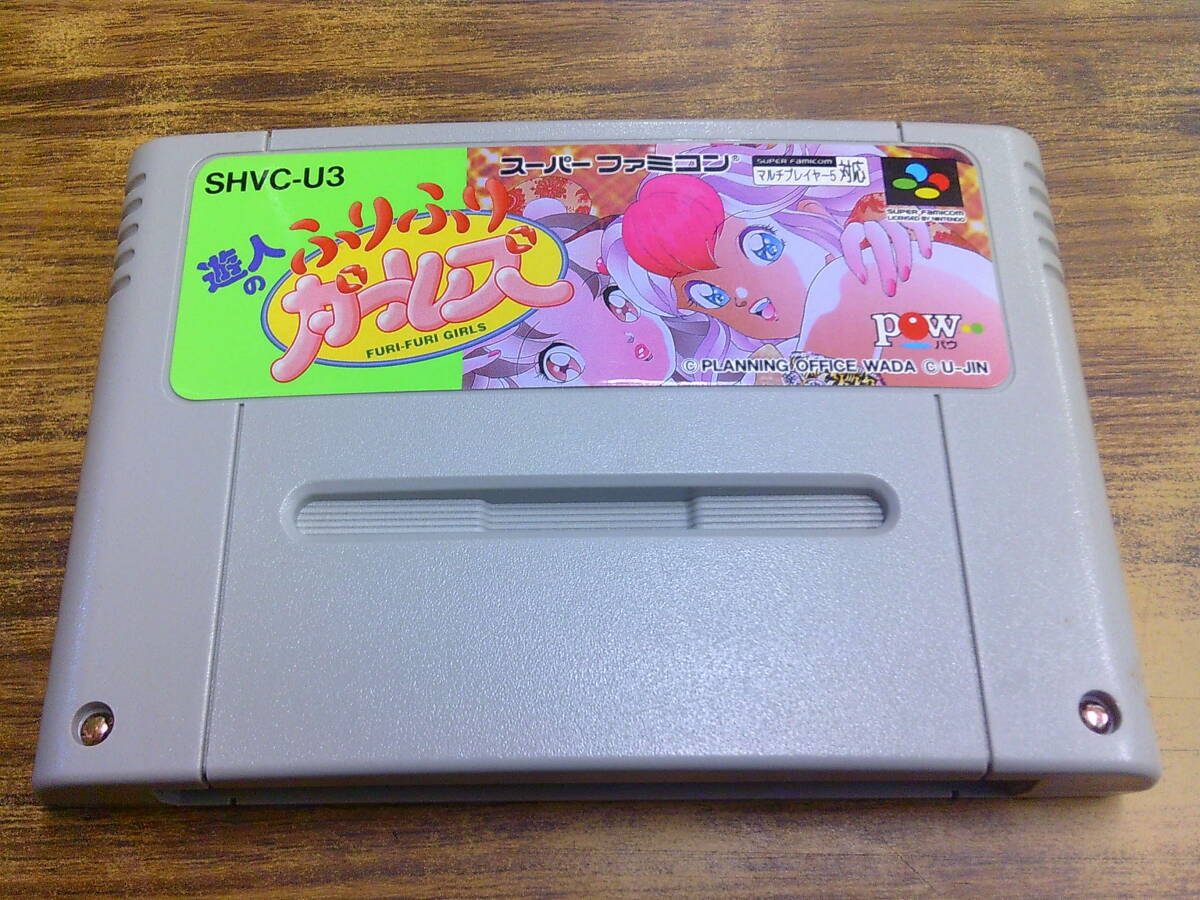 SHVC-U3
スーパーファミコン®
SUPER FAMICOM
マルチプレイヤー5対応
SUPER FAMICOM
LICENSED BY NINTENDO
遊人の
ふりふり
ガールズ
FURI-FURI GIRLS
pow
パウ
© PLANNING OFFICE WADA © U-JIN